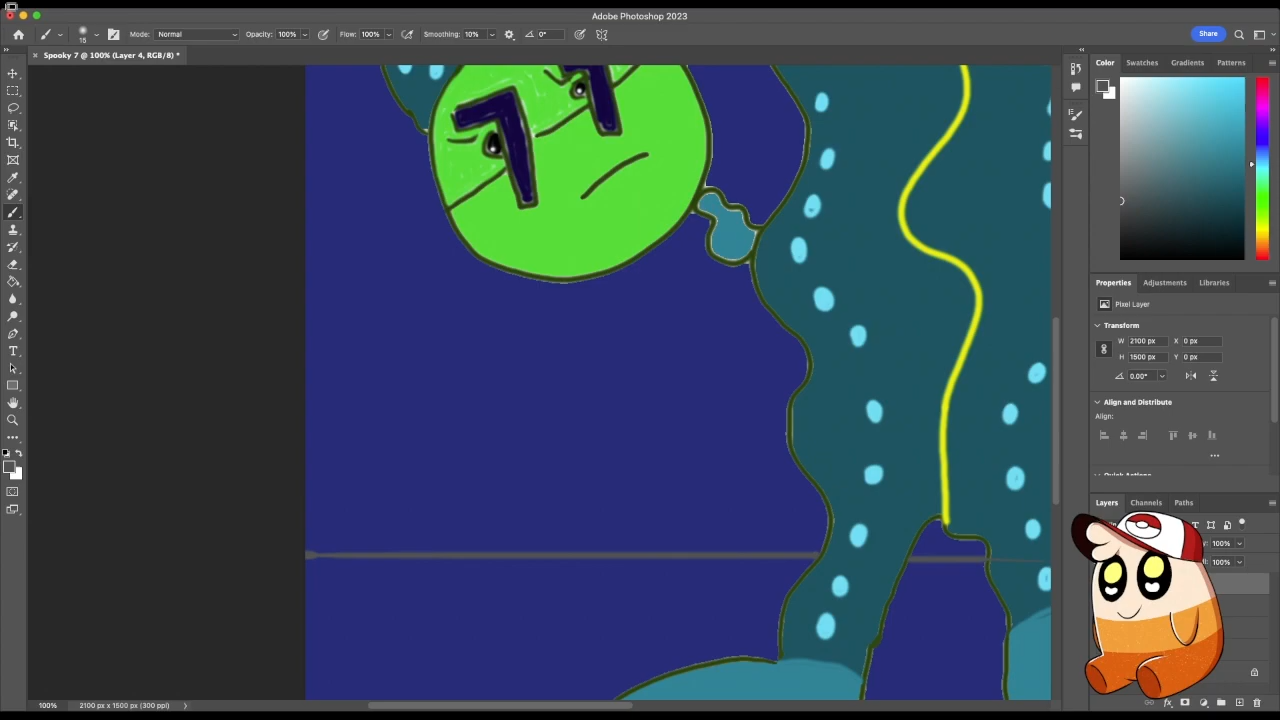 Adobe Photoshop 2023
15 Mode: Normal Opacity: 100% Flow: 100% Smoothing: 10% 0° Share
Spooky 7 @ 100% (Layer 4, RGB/8) *
Color Swatches Gradients Patterns
Properties Adjustments Libraries
Pixel Layer
Transform
W 2100 px X 0 px
H 1500 px Y 0 px
0.00°
Align and Distribute
Align:
Layers Channels Paths
100%
100%
100% 2100 px x 1500 px (300 ppi)